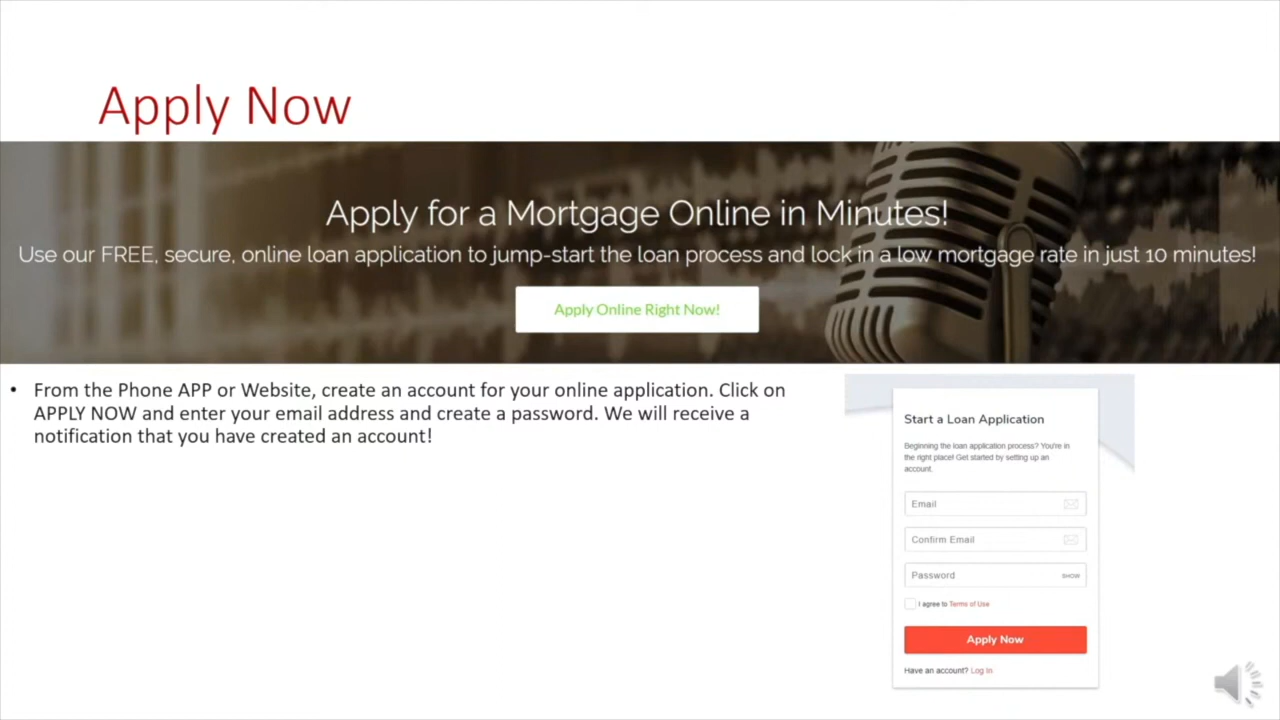 Apply Now
Apply for a Mortgage Online in Minutes!
Use our FREE, secure, online loan application to jump-start the loan process and lock in a low mortgage rate in just 10 minutes!
Apply Online Right Now!
• From the Phone APP or Website, create an account for your online application. Click on
APPLY NOW and enter your email address and create a password. We will receive a
notification that you have created an account!
Start a Loan Application
Beginning the loan application process? You're in
the right place! Get started by setting up an
account.
Email
Confirm Email
Password SHOW
I agree to Terms of Use
Apply Now
Have an account? Log In